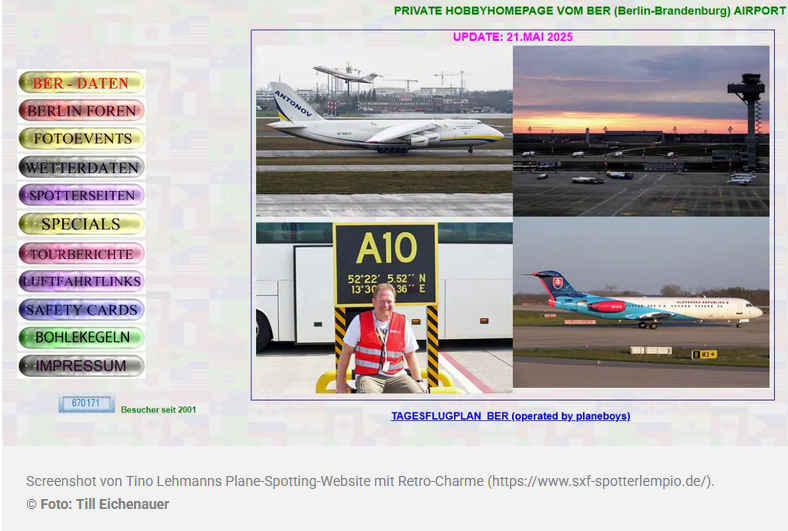 PRIVATE HOBBYHOMEPAGE VOM BER (Berlin-Brandenburg) AIRPORT
UPDATE: 21.MAI 2025
BER - DATEN
BERLIN FOREN
FOTOEVENTS
WETTERDATEN
SPOTTERSEITEN
SPECIALS
TOURBERICHTE
LUFTFAHRTLINKS
SAFETY CARDS
BOHLEKEGELN
IMPRESSUM
670171 Besucher seit 2001
ANTONOV
A10
52°22' 5.52'' N
13°30' 36'' E
SLOVENSKÁ REPUBLIKA
B M3→
TAGESFLUGPLAN BER (operated by planeboys)
Screenshot von Tino Lehmanns Plane-Spotting-Website mit Retro-Charme (https://www.sxf-spotterlempio.de/).
© Foto: Till Eichenauer